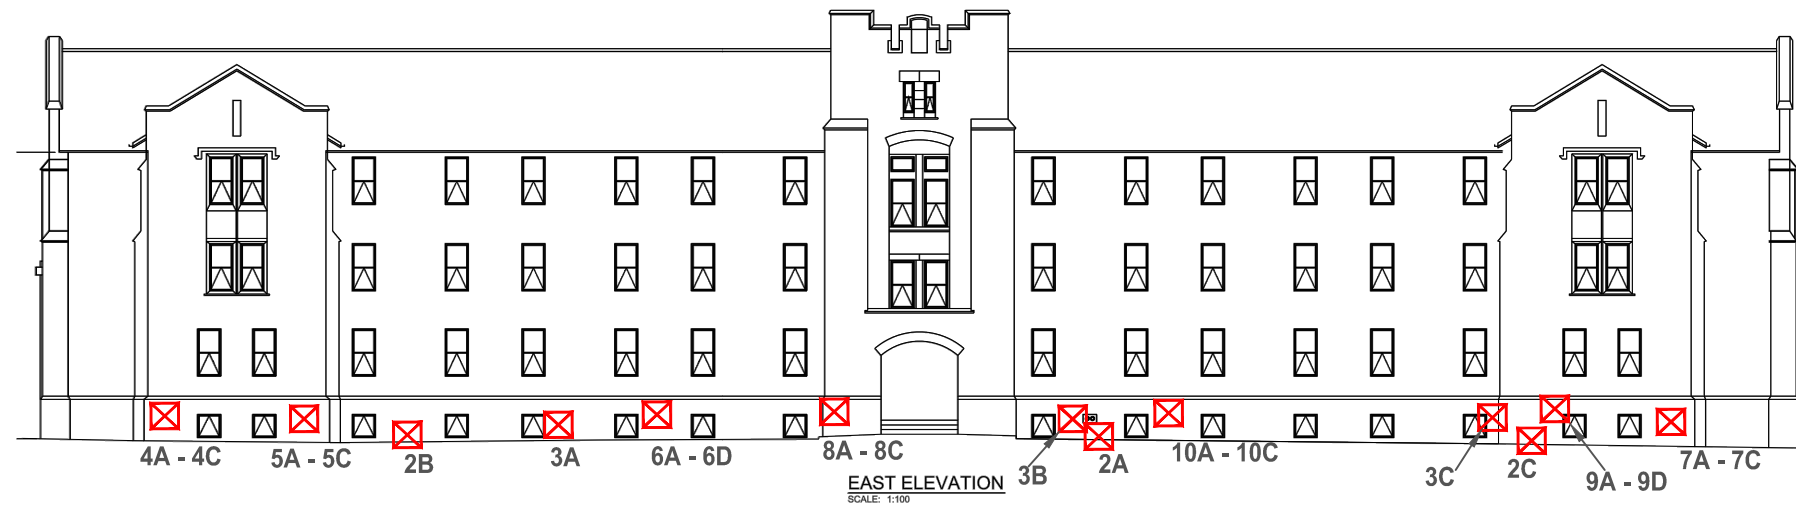 4A - 4C
5A - 5C
2B
3A
6A - 6D
8A - 8C
3B
2A
10A - 10C
3C
2C
9A - 9D
7A - 7C
EAST ELEVATION
SCALE: 1:100